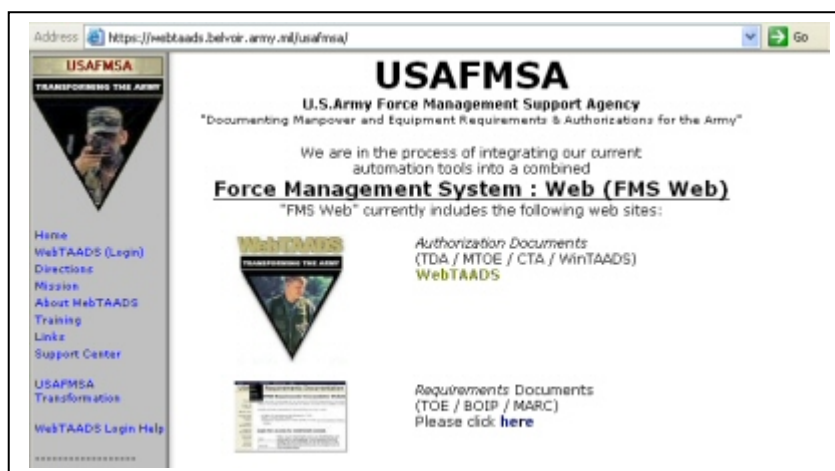 Address https://webtaads.belvoir.army.mil/usafmsa/ Go
USAFMSA
TRANSFORMING THE ARMY
Home
WebTAADS (Login)
Directions
Mission
About WebTAADS
Training
Links
Support Center
USAFMSA
Transformation
WebTAADS Login Help
******************
USAFMSA
U.S.Army Force Management Support Agency
"Documenting Manpower and Equipment Requirements & Authorizations for the Army"
We are in the process of integrating our current
automation tools into a combined
Force Management System : Web (FMS Web)
"FMS Web" currently includes the following web sites:
WebTAADS
TRANSFORMING THE ARMY
Authorization Documents
(TDA / MTOE / CTA / WinTAADS)
WebTAADS
Requirements Documentation
Requirements Documents
(TOE / BOIP / MARC)
Please click here